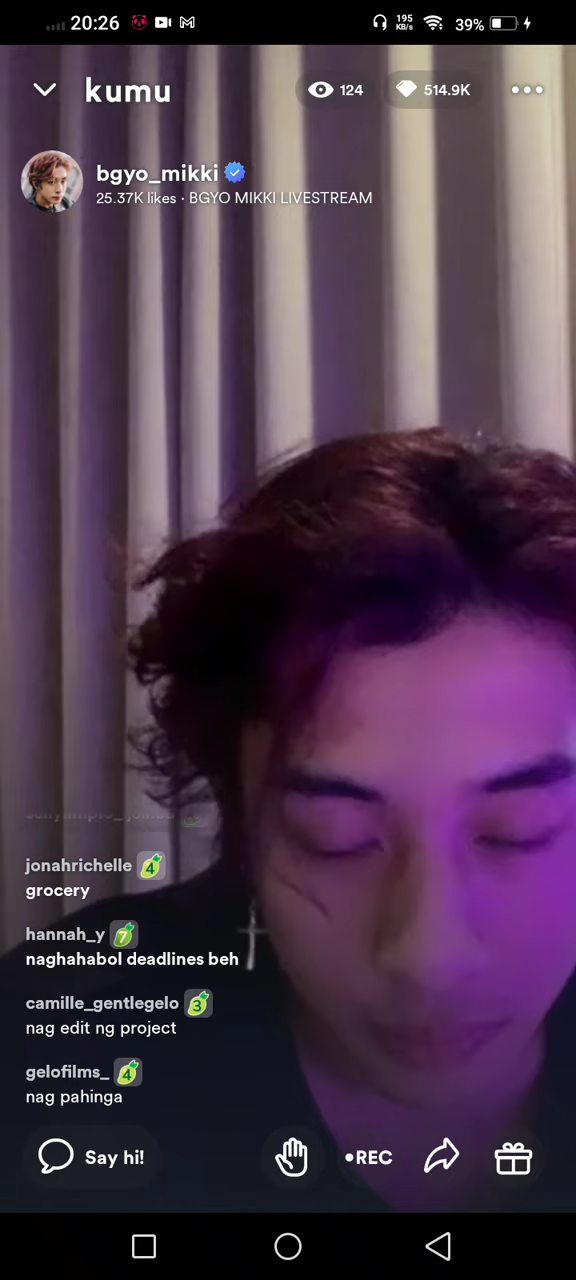 20:26
195
KB/s
39%
kumu
124
514.9K
bgyo_mikki
25.37K likes · BGYO MIKKI LIVESTREAM
jonahrichelle 4
grocery
hannah_y 7
naghahabol deadlines beh
camille_gentlegelo 3
nag edit ng project
gelofilms_ 4
nag pahinga
Say hi!
•REC